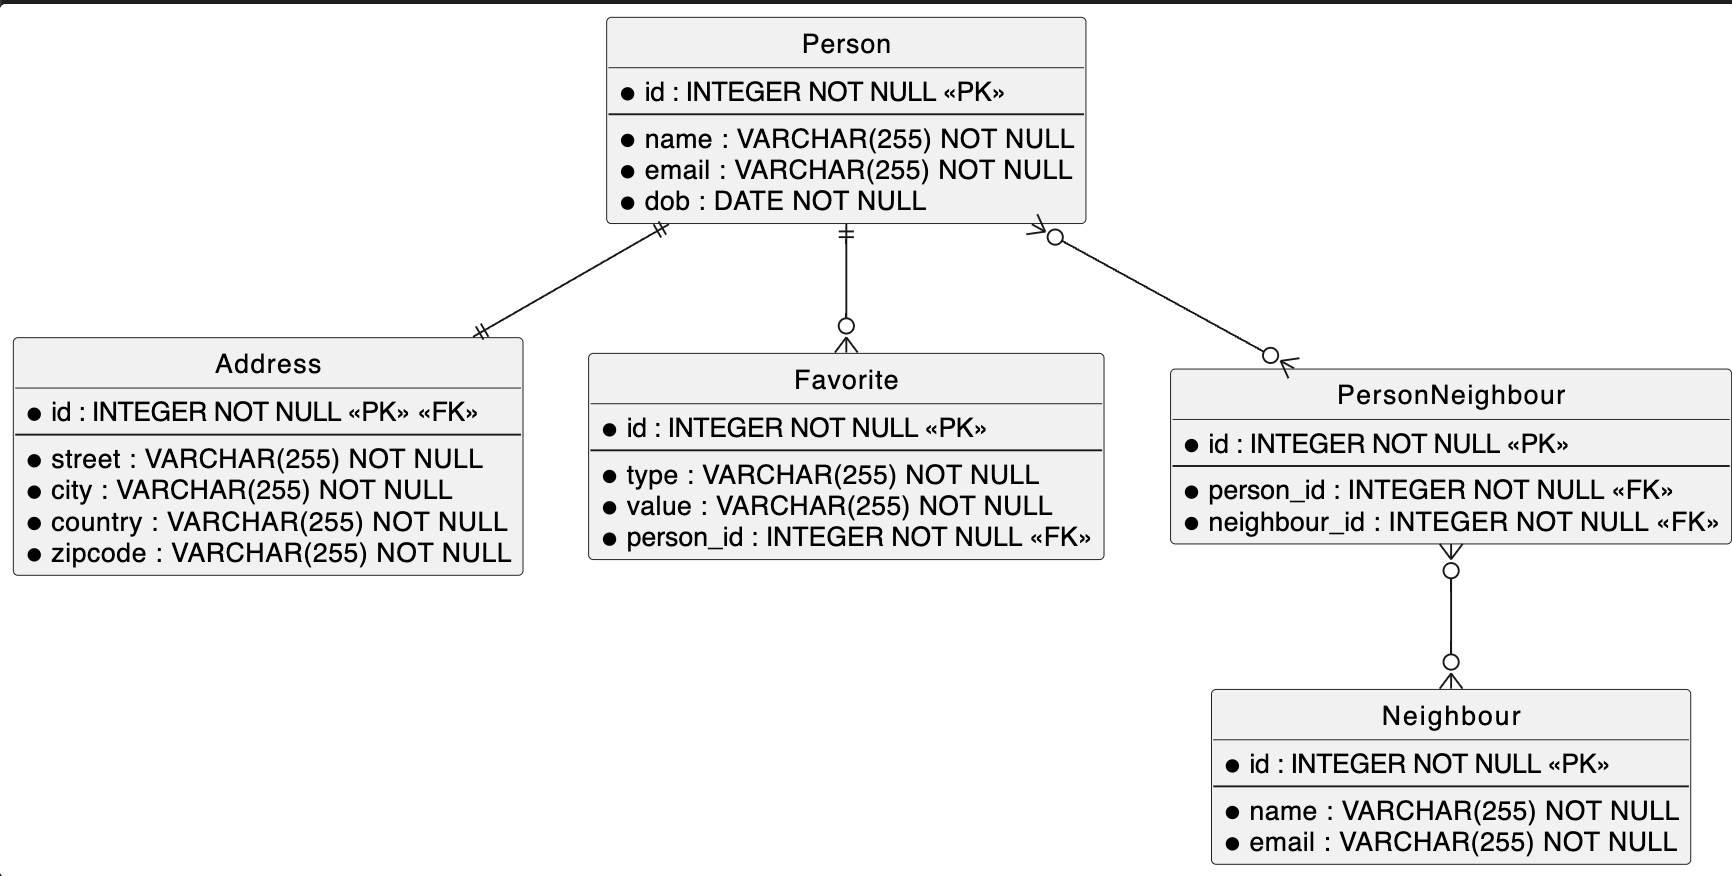 Person
id : INTEGER NOT NULL «PK»
name : VARCHAR(255) NOT NULL
email : VARCHAR(255) NOT NULL
dob : DATE NOT NULL
Address
id : INTEGER NOT NULL «PK» «FK»
street : VARCHAR(255) NOT NULL
city : VARCHAR(255) NOT NULL
country : VARCHAR(255) NOT NULL
zipcode : VARCHAR(255) NOT NULL
Favorite
id : INTEGER NOT NULL «PK»
type : VARCHAR(255) NOT NULL
value : VARCHAR(255) NOT NULL
person_id : INTEGER NOT NULL «FK»
PersonNeighbour
id : INTEGER NOT NULL «PK»
person_id : INTEGER NOT NULL «FK»
neighbour_id : INTEGER NOT NULL «FK»
Neighbour
id : INTEGER NOT NULL «PK»
name : VARCHAR(255) NOT NULL
email : VARCHAR(255) NOT NULL